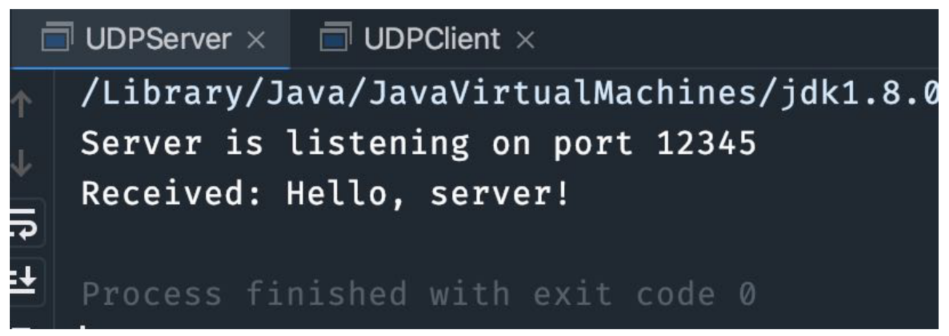 UDPServer × UDPClient ×
/Library/Java/JavaVirtualMachines/jdk1.8.0
Server is listening on port 12345
Received: Hello, server!
Process finished with exit code 0